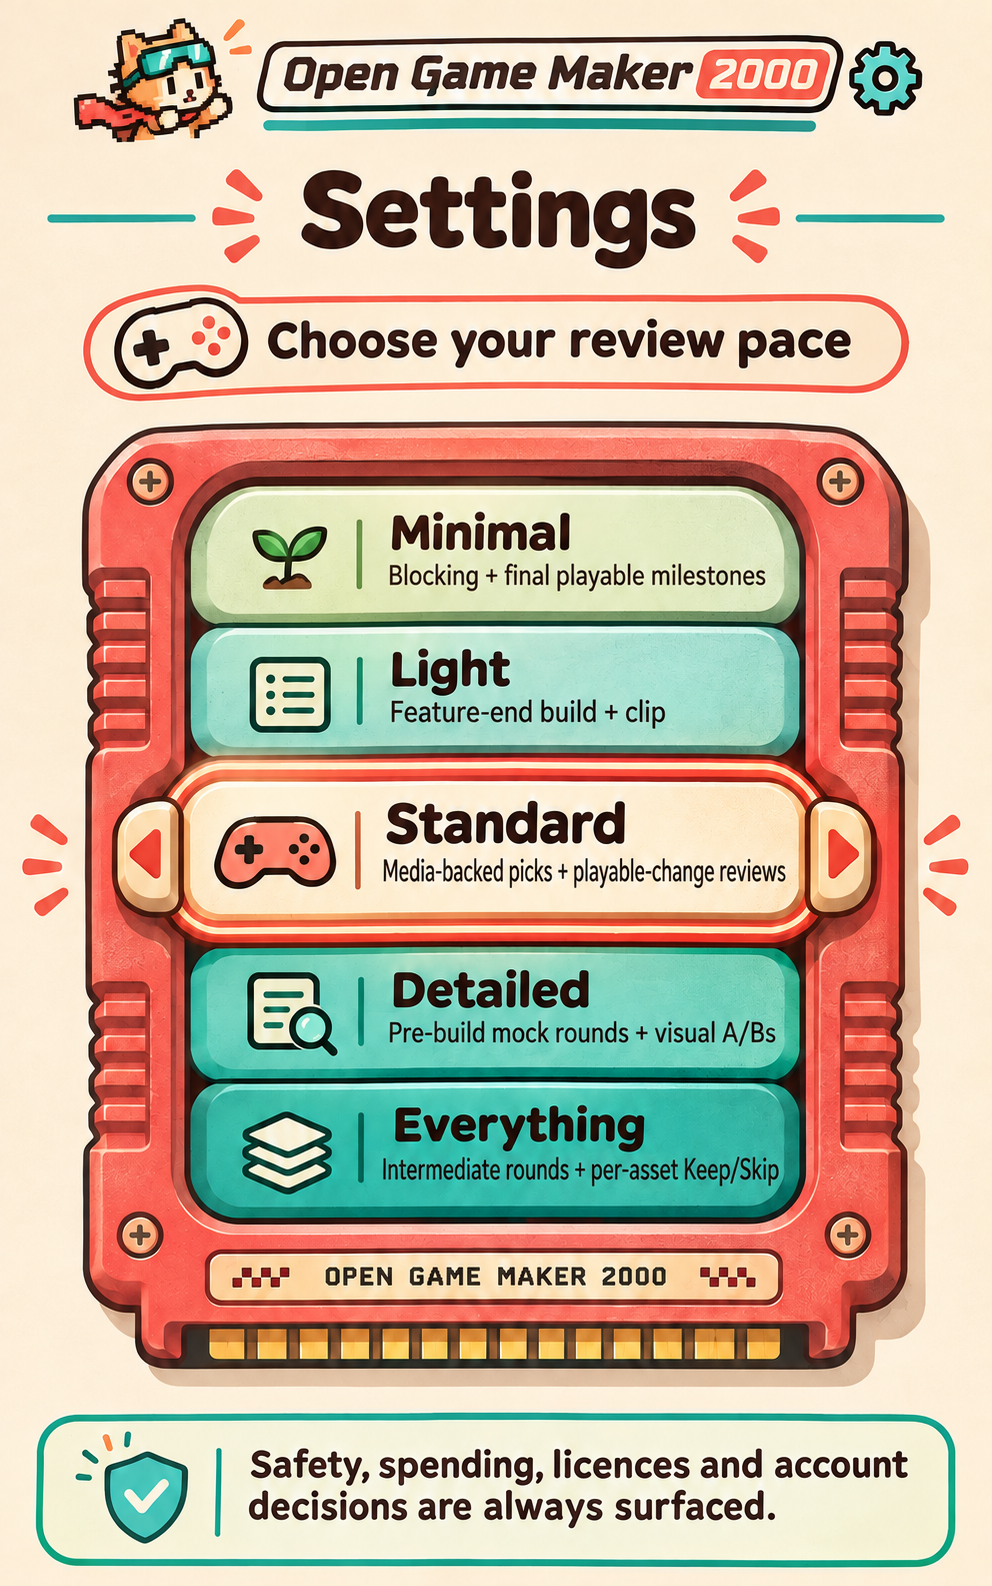 Open Game Maker 2000
Settings
Choose your review pace
Minimal
Blocking + final playable milestones
Light
Feature-end build + clip
Standard
Media-backed picks + playable-change reviews
Detailed
Pre-build mock rounds + visual A/Bs
Everything
Intermediate rounds + per-asset Keep/Skip
OPEN GAME MAKER 2000
Safety, spending, licences and account
decisions are always surfaced.